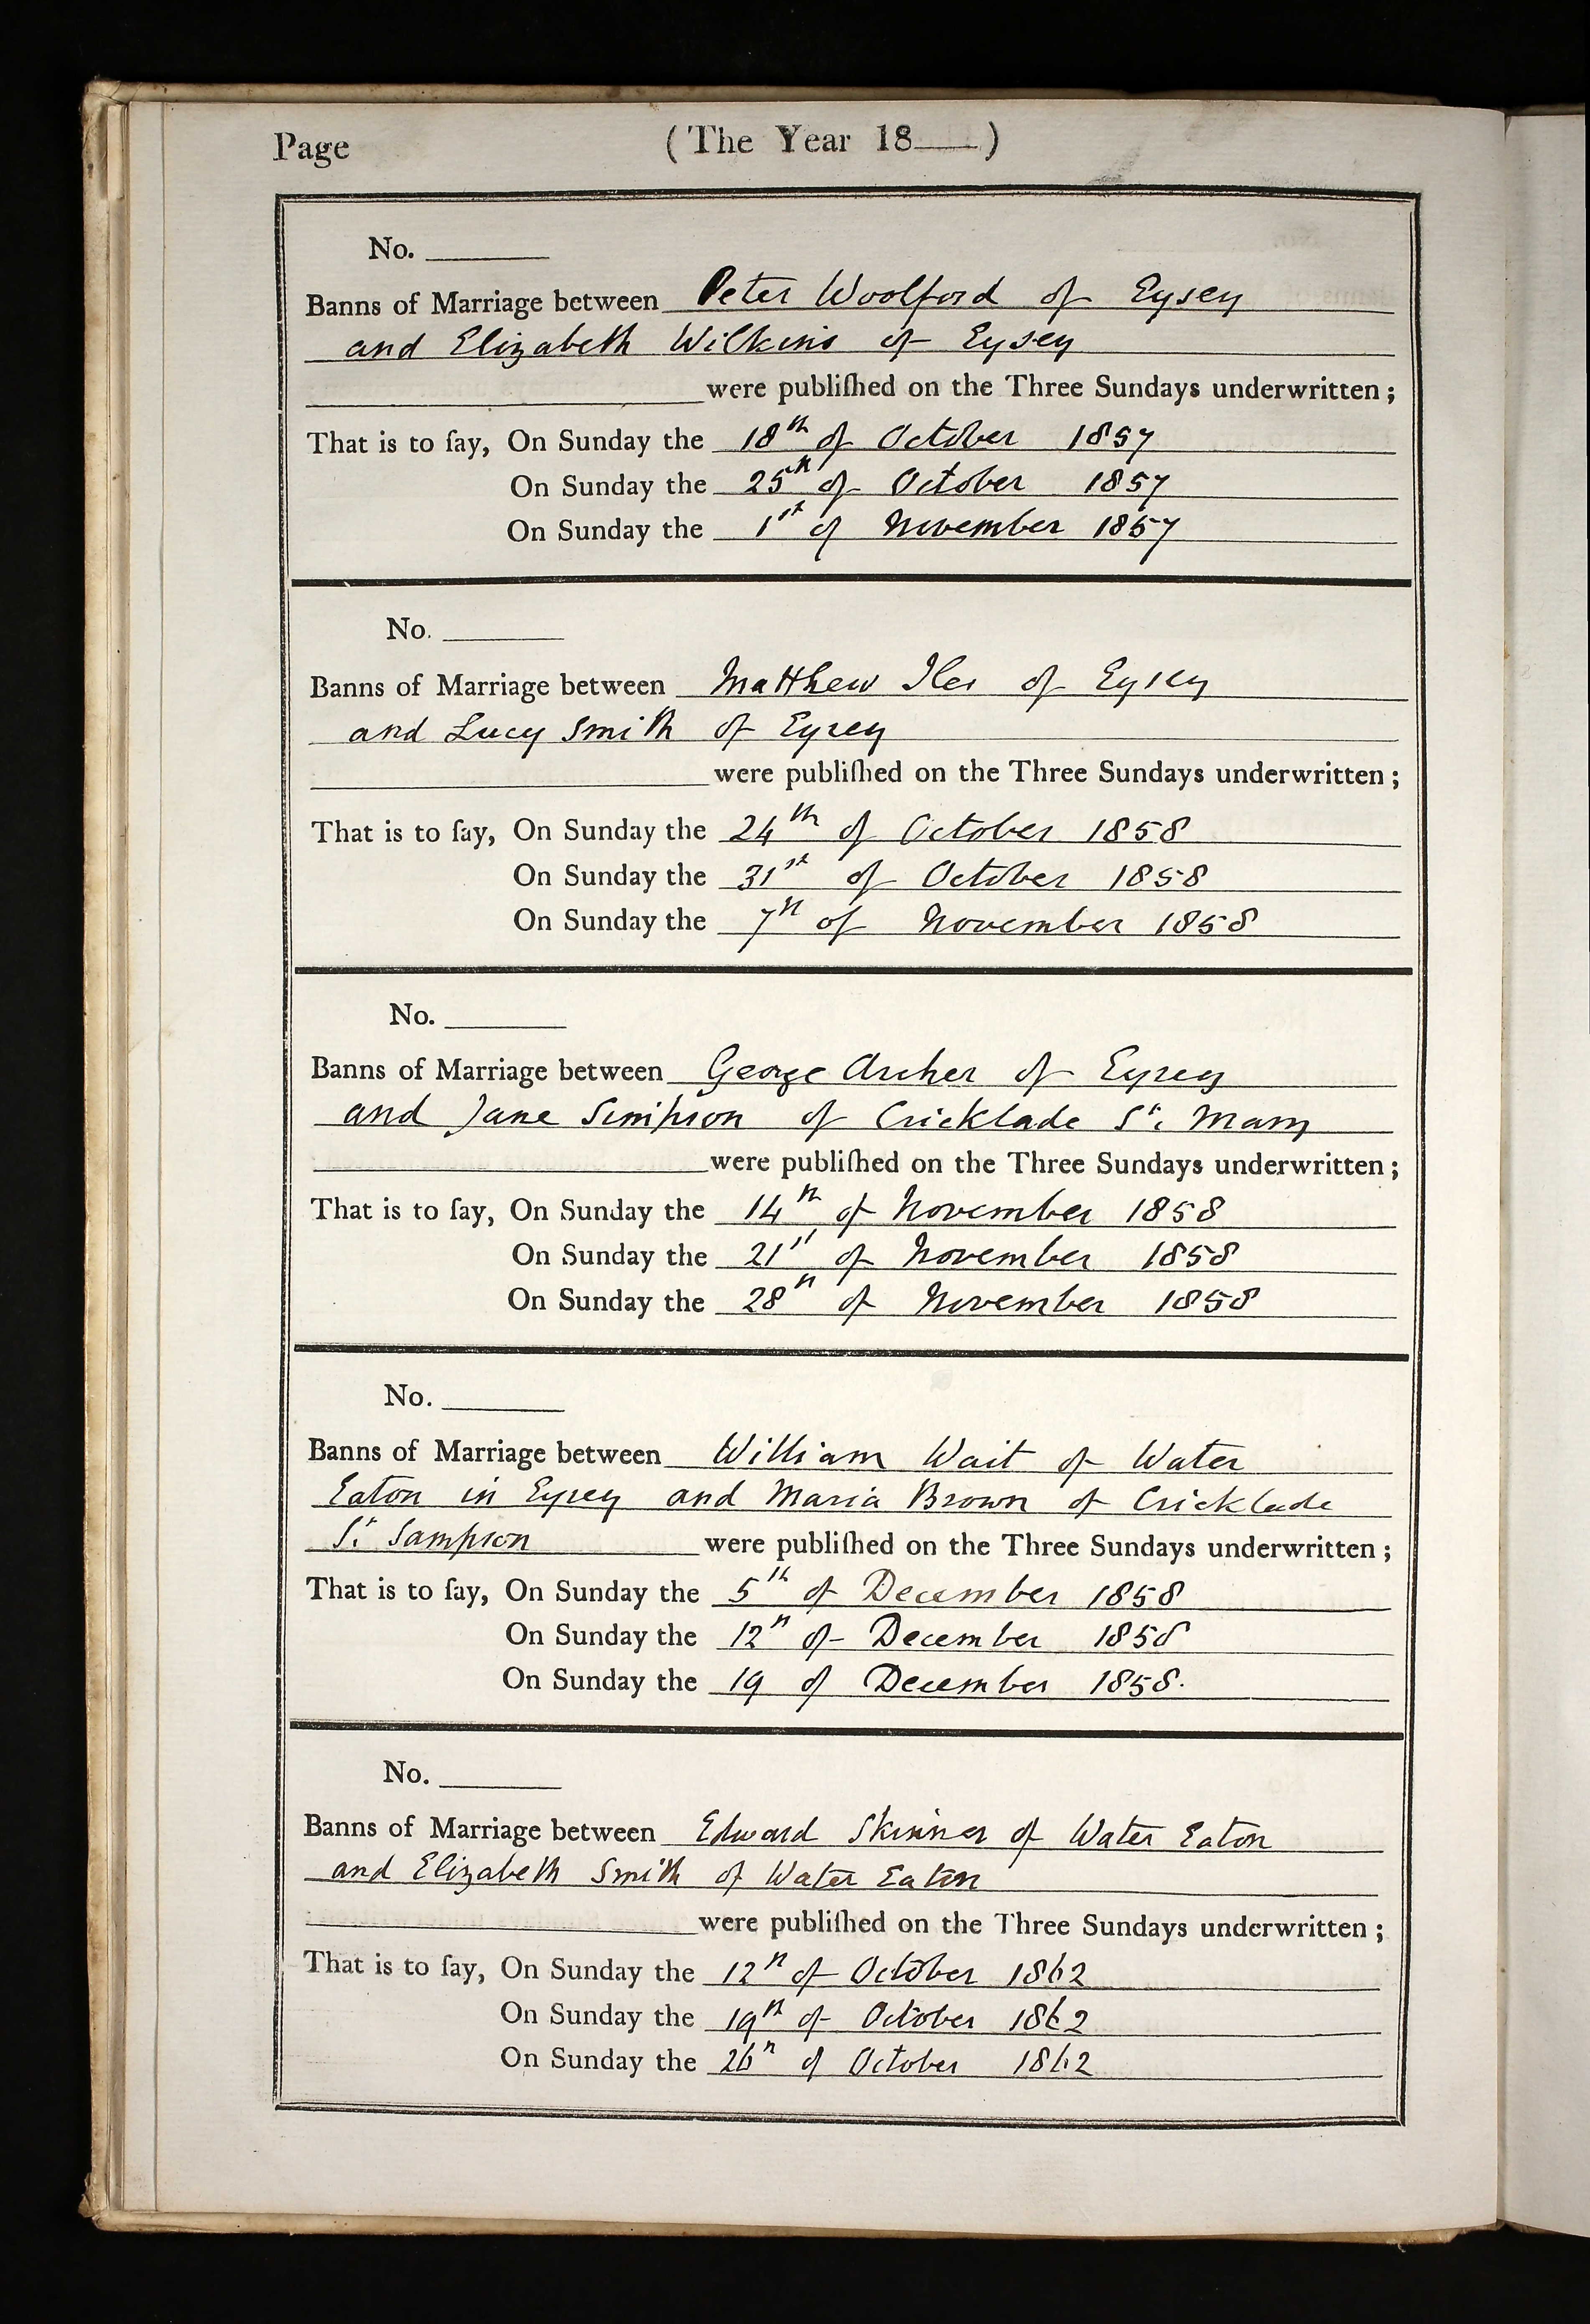 Page (The Year 18___)
No. ______
Banns of Marriage between Peter Woolford of Eysey
and Elizabeth Wilkins of Eysey
were publiſhed on the Three Sundays underwritten;
That is to ſay, On Sunday the 18th of October 1857
On Sunday the 25th of October 1857
On Sunday the 1st of November 1857
No. ______
Banns of Marriage between Matthew Iles of Eysey
and Lucy Smith of Eysey
were publiſhed on the Three Sundays underwritten;
That is to ſay, On Sunday the 24th of October 1858
On Sunday the 31st of October 1858
On Sunday the 7th of November 1858
No. ______
Banns of Marriage between George Archer of Eysey
and Jane Simpson of Cricklade St. Mary
were publiſhed on the Three Sundays underwritten;
That is to ſay, On Sunday the 14th of November 1858
On Sunday the 21st of November 1858
On Sunday the 28th of November 1858
No. ______
Banns of Marriage between William Wait of Water
Eaton in Eysey and Maria Brown of Cricklade
St. Sampson were publiſhed on the Three Sundays underwritten;
That is to ſay, On Sunday the 5th of December 1858
On Sunday the 12th of December 1858
On Sunday the 19 of December 1858.
No. ______
Banns of Marriage between Edward Skinner of Water Eaton
and Elizabeth Smith of Water Eaton
were publiſhed on the Three Sundays underwritten;
That is to ſay, On Sunday the 12th of October 1862
On Sunday the 19th of October 1862
On Sunday the 26th of October 1862